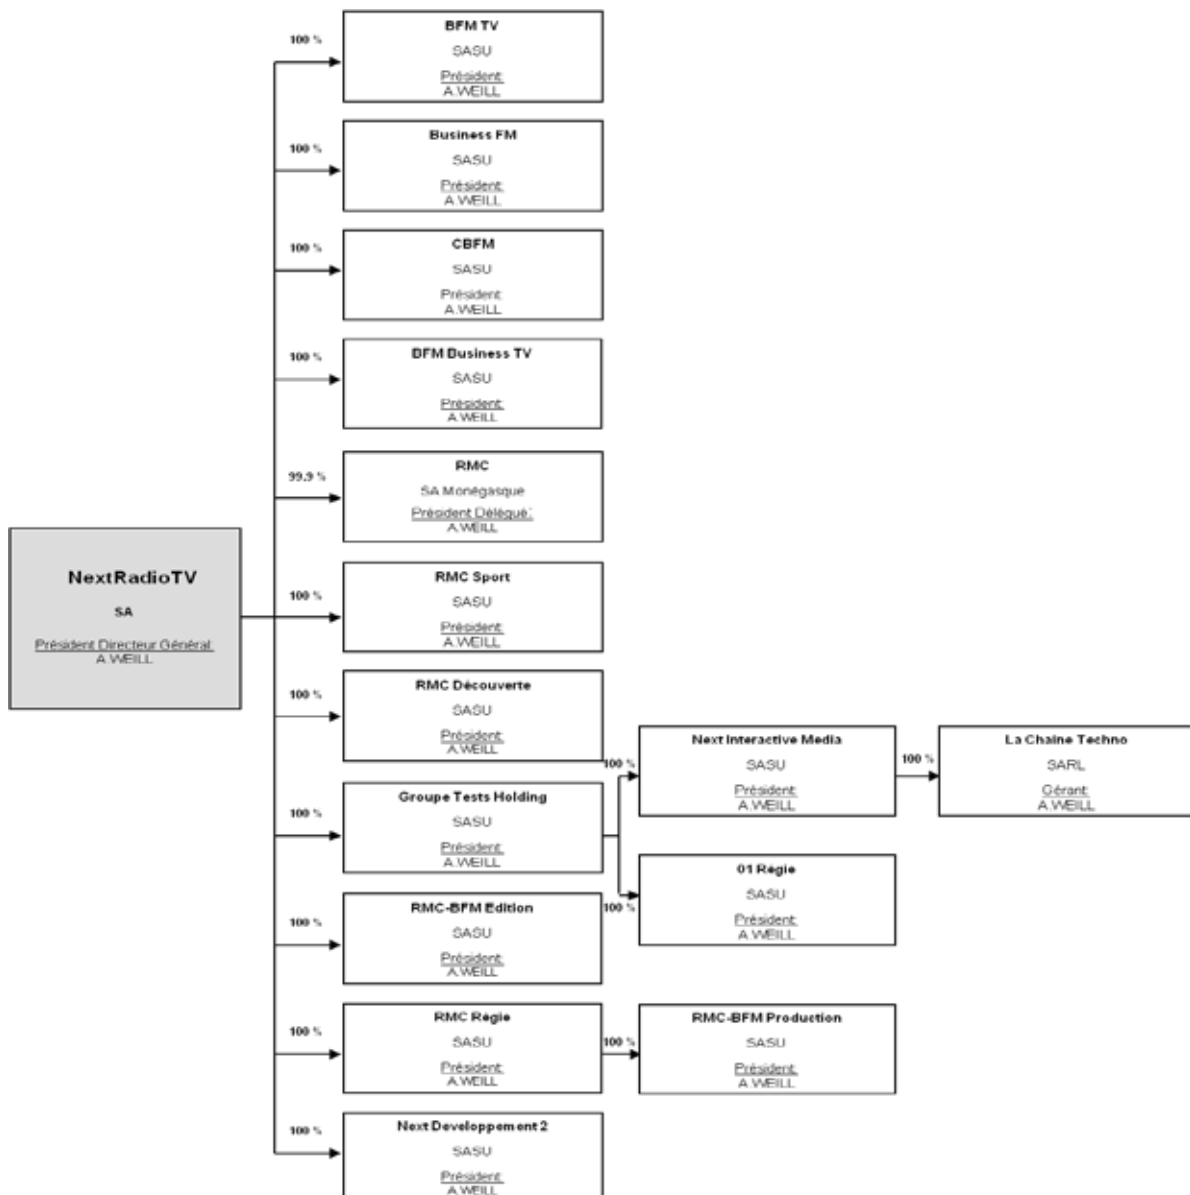 100 %
BFM TV
SASU
Président:
A.WEILL
100 %
Business FM
SASU
Président:
A.WEILL
100 %
CBFM
SASU
Président:
A.WEILL
100 %
BFM Business TV
SASU
Président:
A.WEILL
99.9 %
RMC
SA Monégasque
Président Délégué:
A.WEILL
NextRadioTV
SA
Président Directeur Général:
A.WEILL
100 %
RMC Sport
SASU
Président:
A.WEILL
100 %
RMC Découverte
SASU
Président:
A.WEILL
100 %
Next Interactive Media
SASU
Président:
A.WEILL
100 %
La Chaîne Techno
SARL
Gérant:
A.WEILL
100 %
Groupe Tests Holding
SASU
Président:
A.WEILL
100 %
01 Régie
SASU
Président:
A.WEILL
100 %
RMC-BFM Edition
SASU
Président:
A.WEILL
100 %
RMC Régie
SASU
Président:
A.WEILL
100 %
RMC-BFM Production
SASU
Président:
A.WEILL
100 %
Next Developpement 2
SASU
Président:
A.WEILL